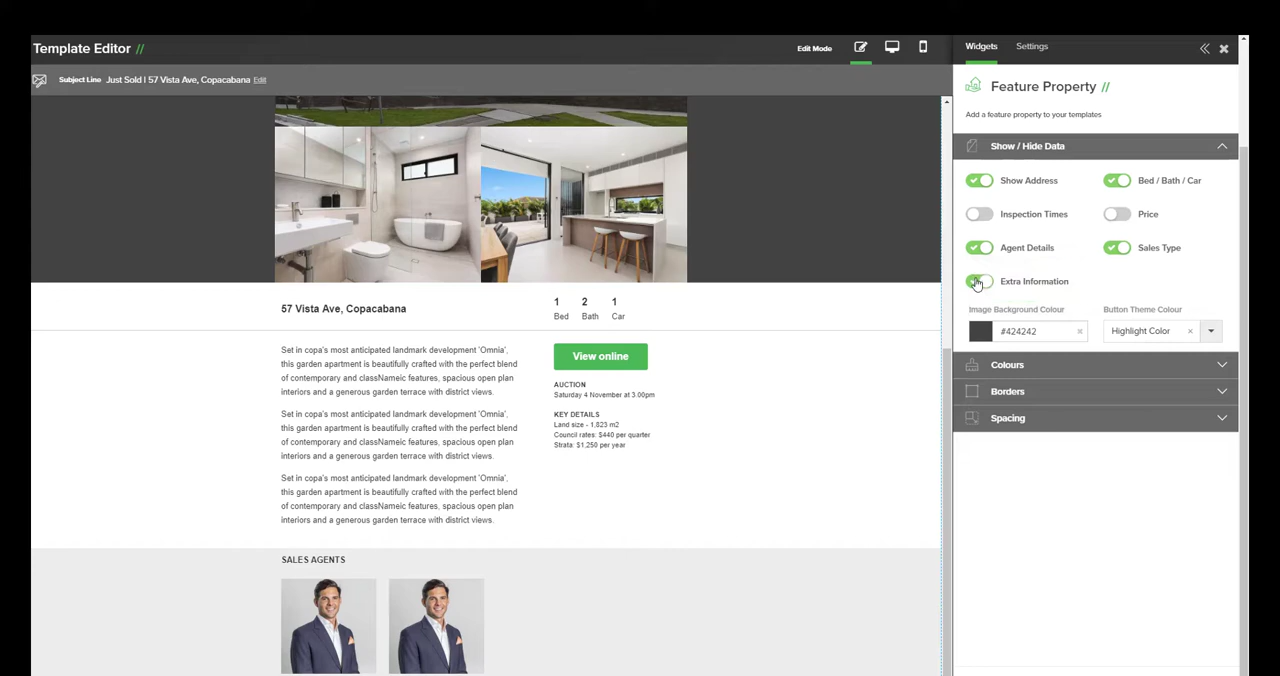 Template Editor //
Edit Mode
Widgets
Settings
Subject Line
Just Sold | 57 Vista Ave, Copacabana
Edit
Feature Property //
Add a feature property to your templates
Show / Hide Data
Show Address
Bed / Bath / Car
Inspection Times
Price
Agent Details
Sales Type
Extra Information
Image Background Colour
Button Theme Colour
#424242
Highlight Color
Colours
Borders
Spacing
57 Vista Ave, Copacabana
1 2 1
Bed Bath Car
Set in copa's most anticipated landmark development 'Omnia',
this garden apartment is beautifully crafted with the perfect blend
of contemporary and classNameic features, spacious open plan
interiors and a generous garden terrace with district views.
Set in copa's most anticipated landmark development 'Omnia',
this garden apartment is beautifully crafted with the perfect blend
of contemporary and classNameic features, spacious open plan
interiors and a generous garden terrace with district views.
Set in copa's most anticipated landmark development 'Omnia',
this garden apartment is beautifully crafted with the perfect blend
of contemporary and classNameic features, spacious open plan
interiors and a generous garden terrace with district views.
View online
AUCTION
Saturday 4 November at 3.00pm
KEY DETAILS
Land size - 1,823 m2
Council rates: $440 per quarter
Strata: $1,250 per year
SALES AGENTS